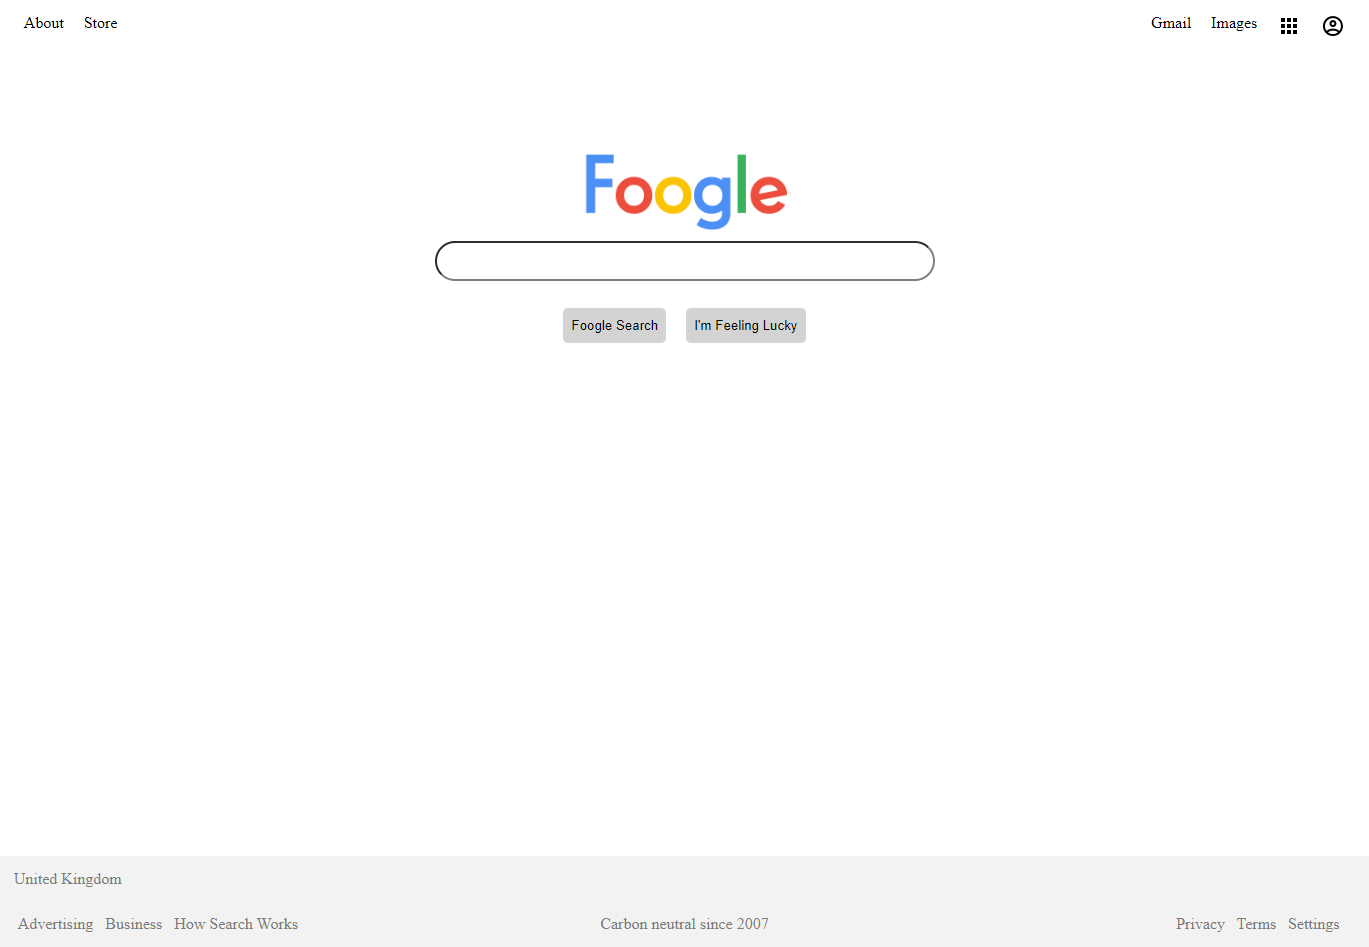 About Store Gmail Images
Foogle
Foogle Search I'm Feeling Lucky
United Kingdom
Advertising Business How Search Works Carbon neutral since 2007 Privacy Terms Settings